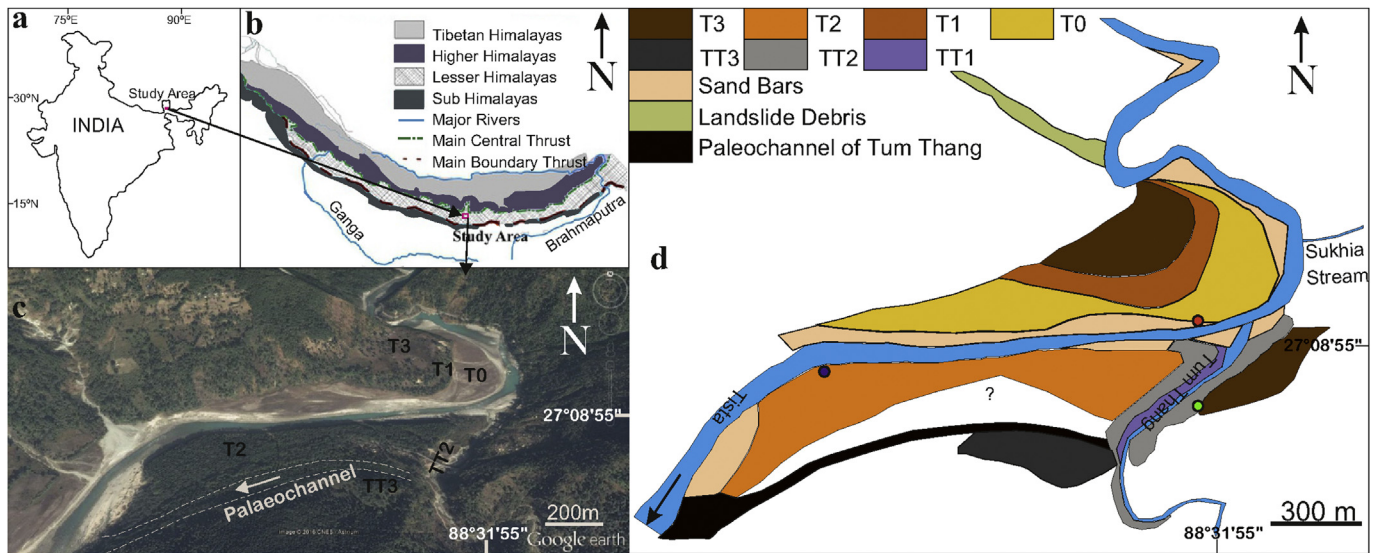 a
75°E
90°E
30°N
15°N
Study Area
INDIA
b
Tibetan Himalayas
Higher Himalayas
Lesser Himalayas
Sub Himalayas
Major Rivers
Main Central Thrust
Main Boundary Thrust
N
Ganga
Study Area
Brahmaputra
c
N
T3
T1
T0
27°08'55"
T2
TT2
TT3
Palaeochannel
200m
88°31'55"
Google earth
d
T3
T2
T1
T0
TT3
TT2
TT1
Sand Bars
Landslide Debris
Paleochannel of Tum Thang
N
Sukhia
Stream
27°08'55"
Tum Thang
Tista
?
88°31'55"
300 m